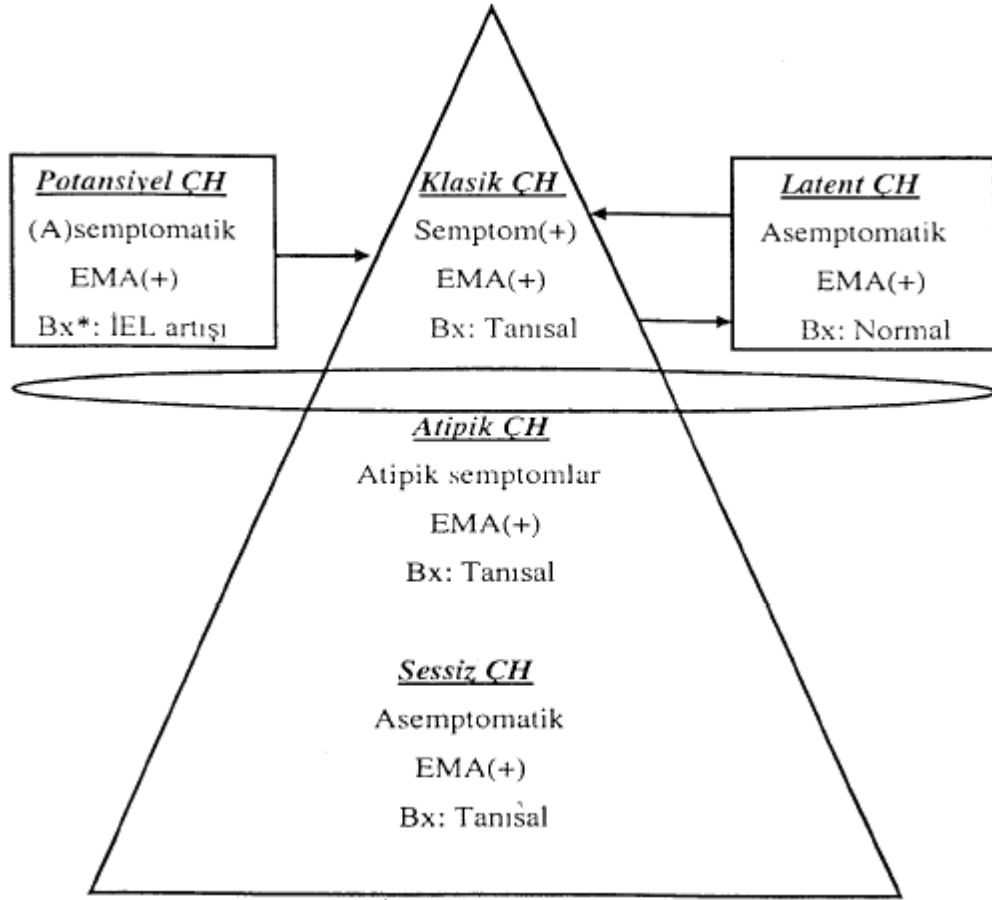 Potansiyel ÇH
(A)semptomatik
EMA(+)
Bx*: İEL artışı
Klasik ÇH
Semptom(+)
EMA(+)
Bx: Tanısal
Latent ÇH
Asemptomatik
EMA(+)
Bx: Normal
Atipik ÇH
Atipik semptomlar
EMA(+)
Bx: Tanısal
Sessiz ÇH
Asemptomatik
EMA(+)
Bx: Tanısal